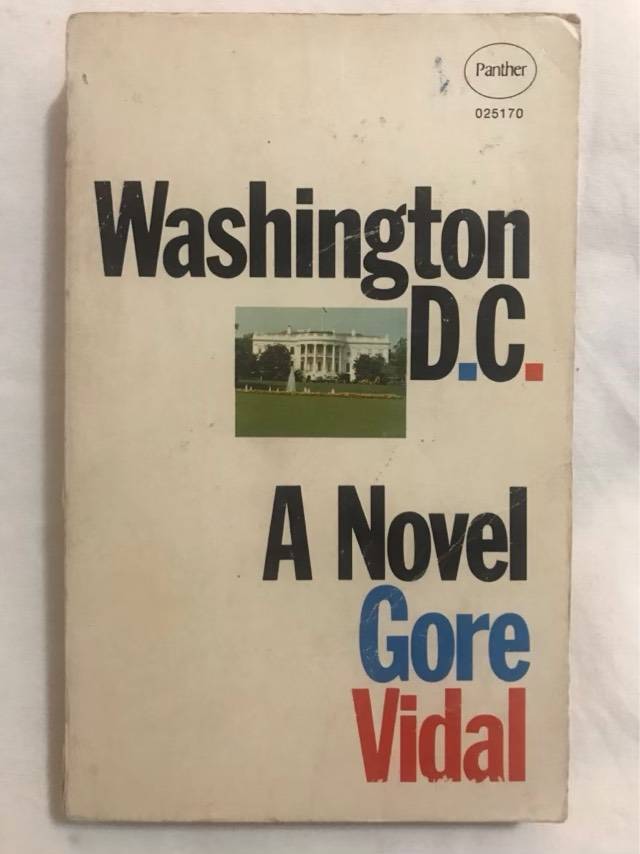 Panther
025170
Washington
D.C.
A Novel
Gore
Vidal